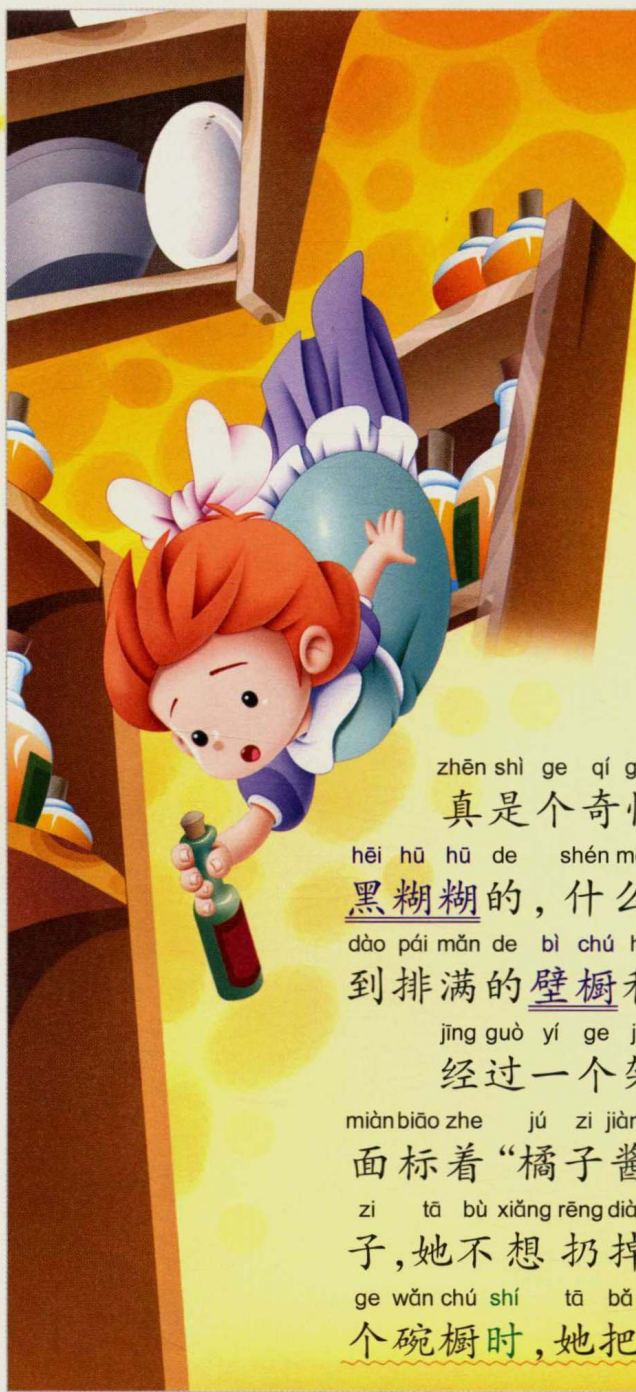 zhēn shì ge qí g
真是个奇
hēi hū hū de shén m
黑糊糊的，什么
dào pái mǎn de bì chú h
到排满的壁橱
jīng guò yí ge j
经过一个
miàn biāo zhe jú zi jiàn
面标着“橘子酱
zi tā bù xiǎng rēng dià
子，她不想扔掉
ge wǎn chú shí tā bǎ
个碗橱时，她把